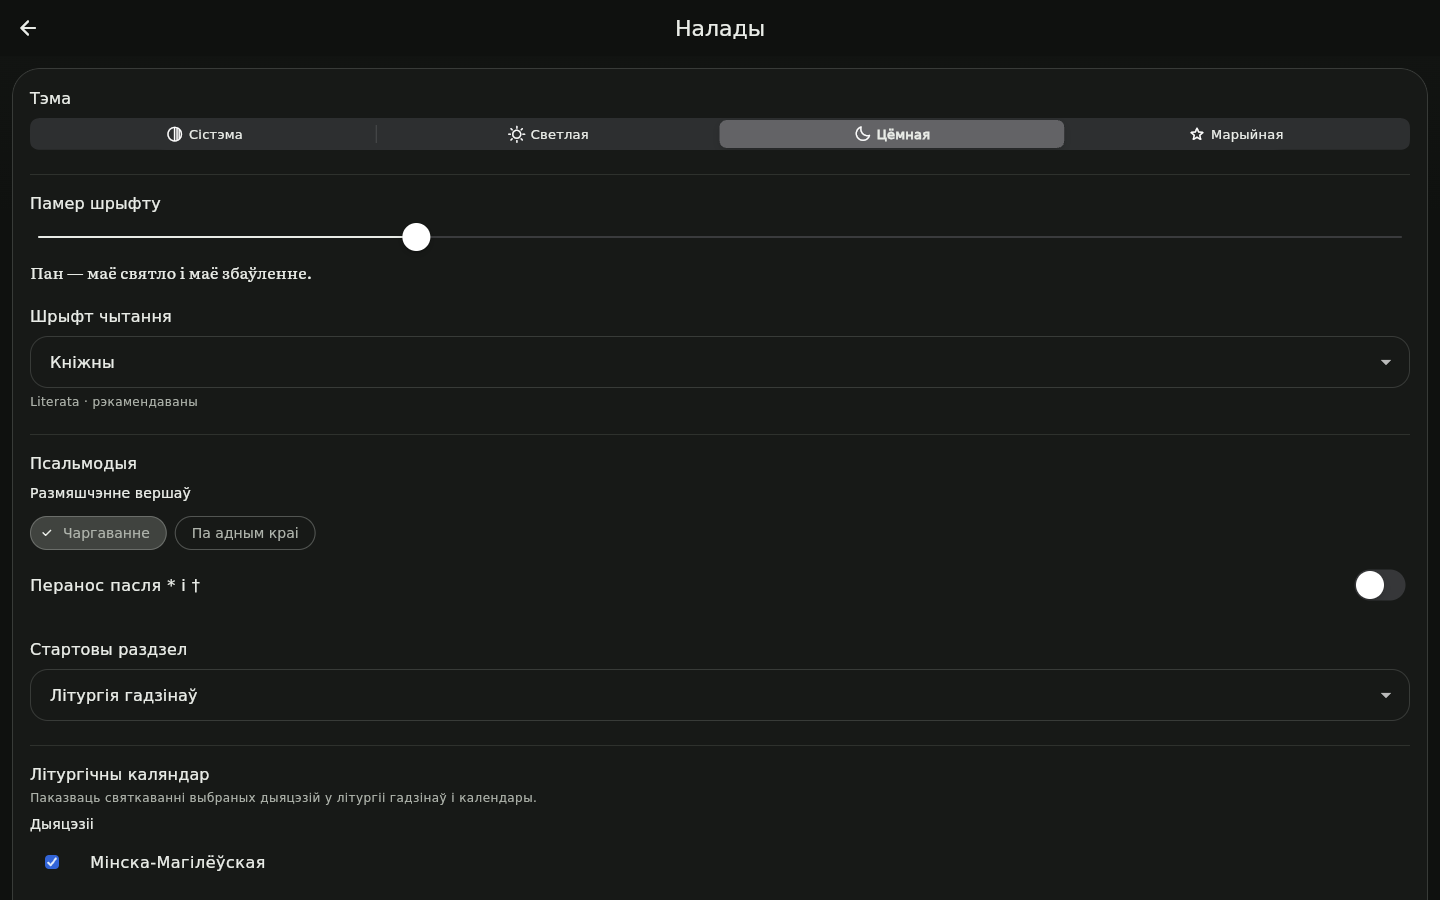 Налады
Тэма
Сістэма
Светлая
Цёмная
Марыйная
Памер шрыфту
Пан — маё святло і маё збаўленне.
Шрыфт чытання
Кніжны
Literata · рэкамендаваны
Псальмодыя
Размяшчэнне вершаў
Чаргаванне
Па адным краі
Перанос пасля * і †
Стартовы раздзел
Літургія гадзінаў
Літургічны каляндар
Паказваць святкаванні выбраных дыяцэзій у літургіі гадзінаў і календары.
Дыяцэзіі
Мінска-Магілёўская